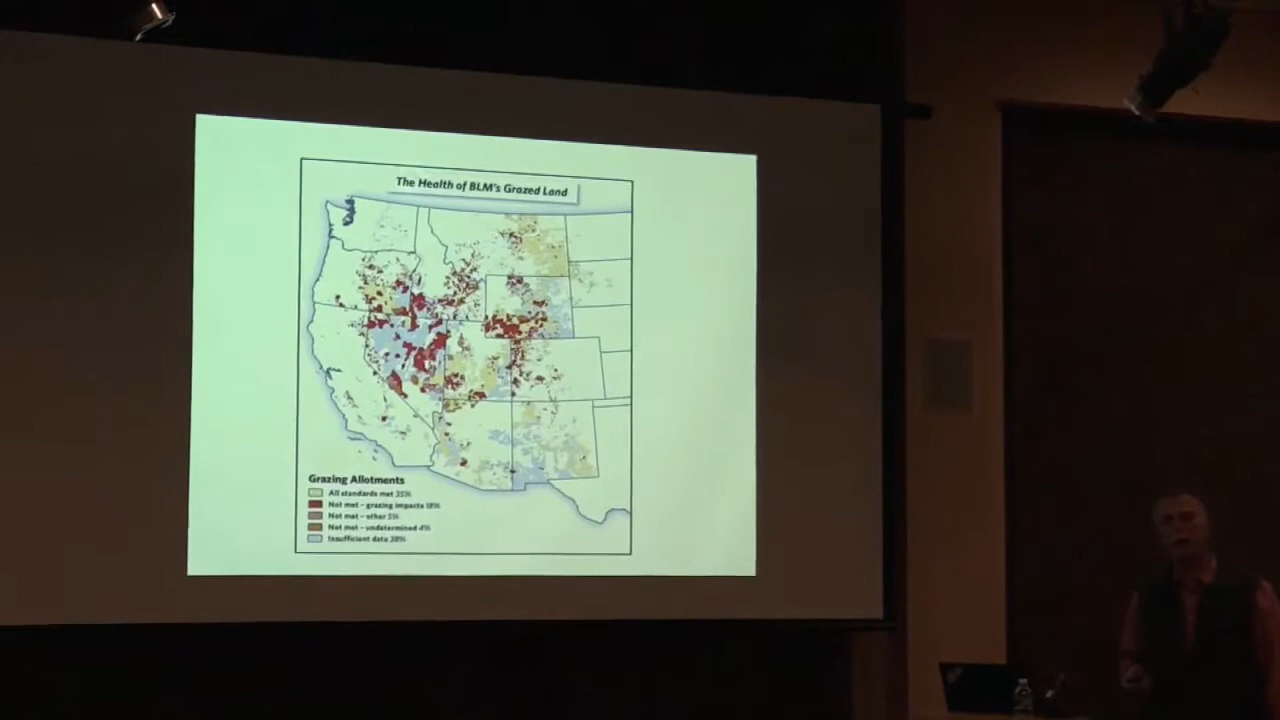 The Health of BLM's Grazed Land
Grazing Allotments
All standards met 35%
Not met – grazing impacts 18%
Not met – other 5%
Not met – undetermined 4%
Insufficient data 38%